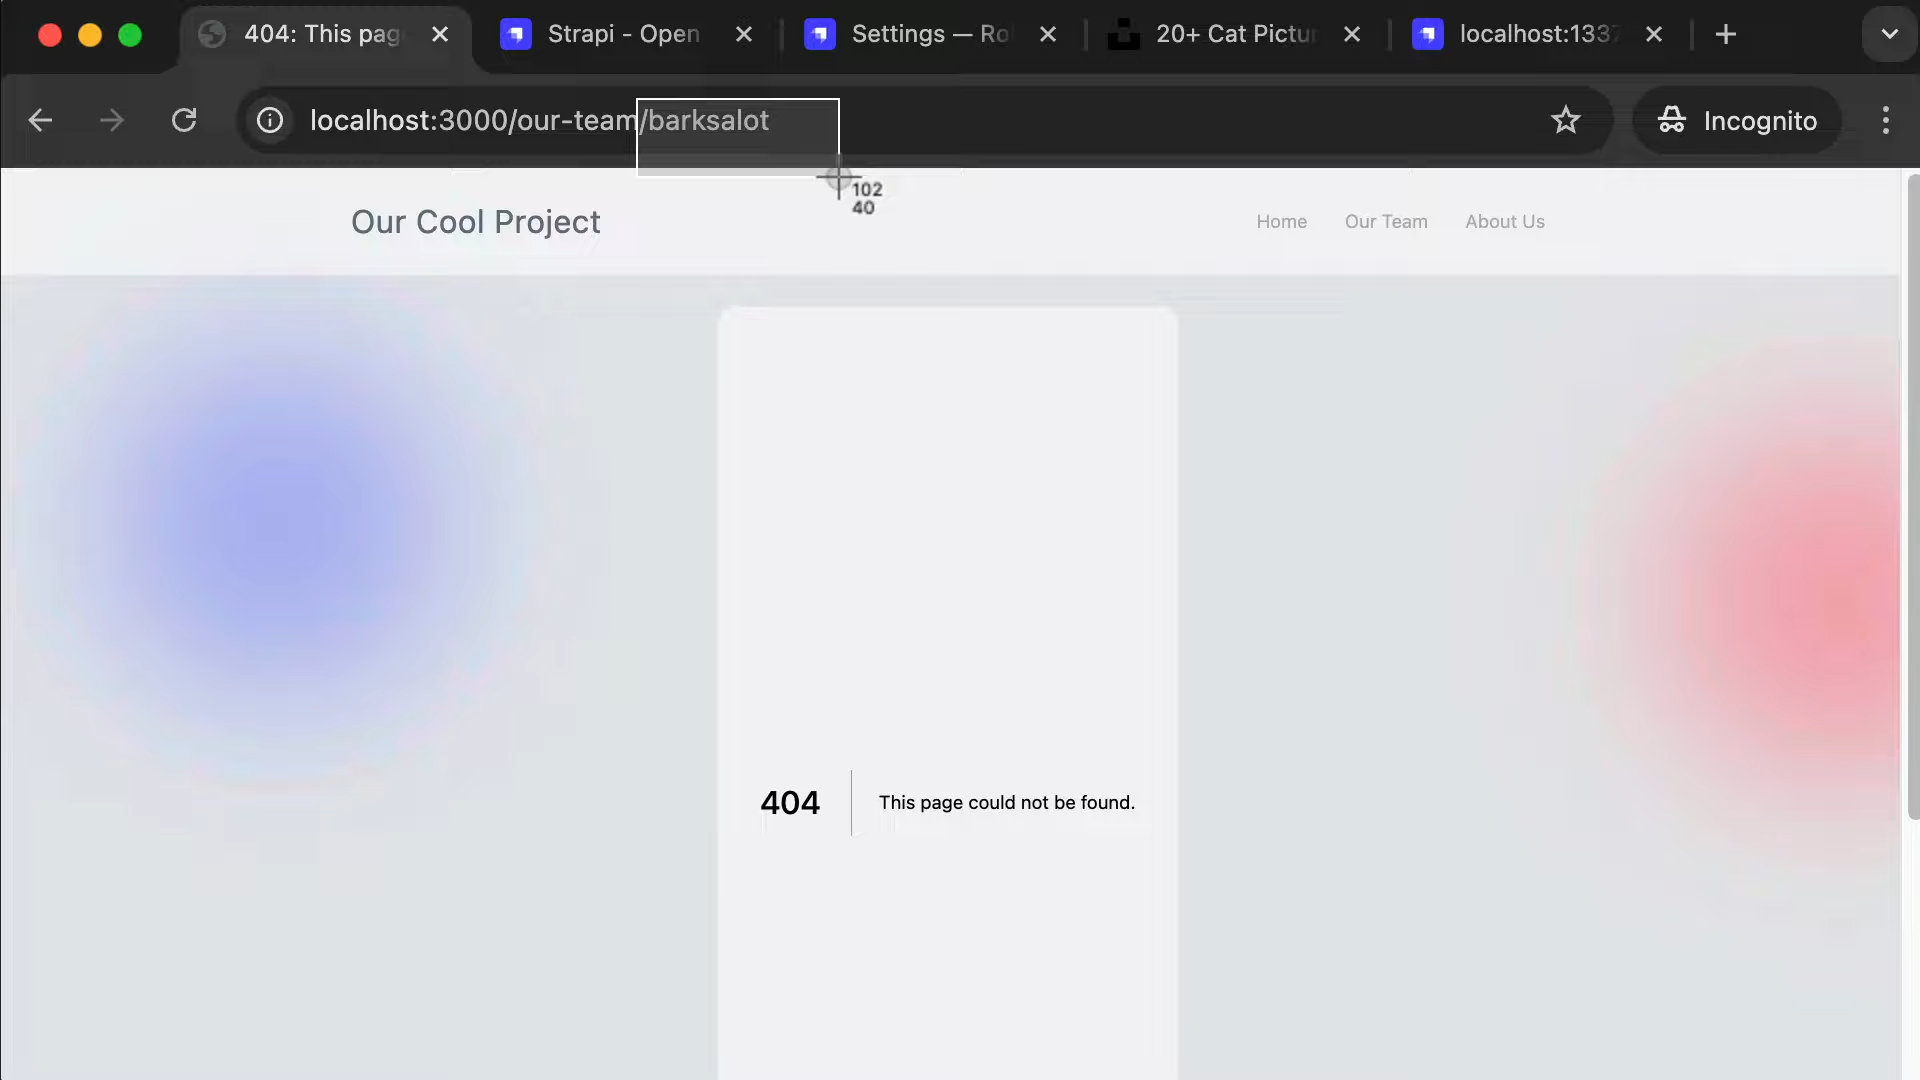 404: This pag
Strapi - Open
Settings — Ro
20+ Cat Pictur
localhost:1337
localhost:3000/our-team/barksalot
Incognito
102
40
Our Cool Project
Home
Our Team
About Us
404
This page could not be found.